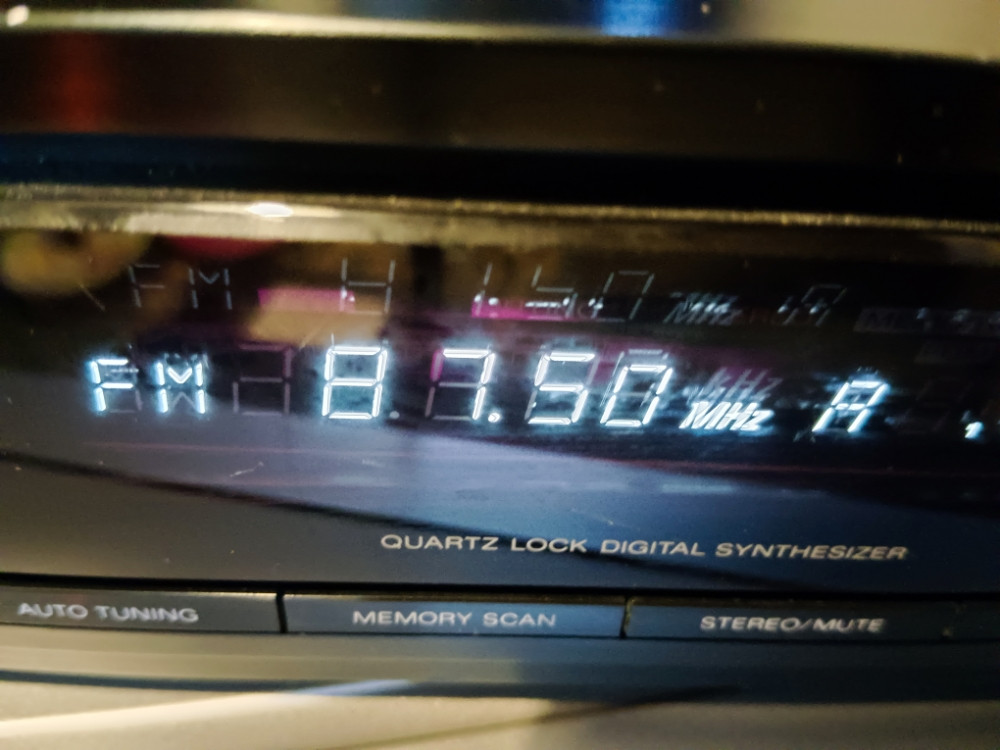 FM 87.50 MHz A
QUARTZ LOCK DIGITAL SYNTHESIZER
AUTO TUNING MEMORY SCAN STEREO/MUTE